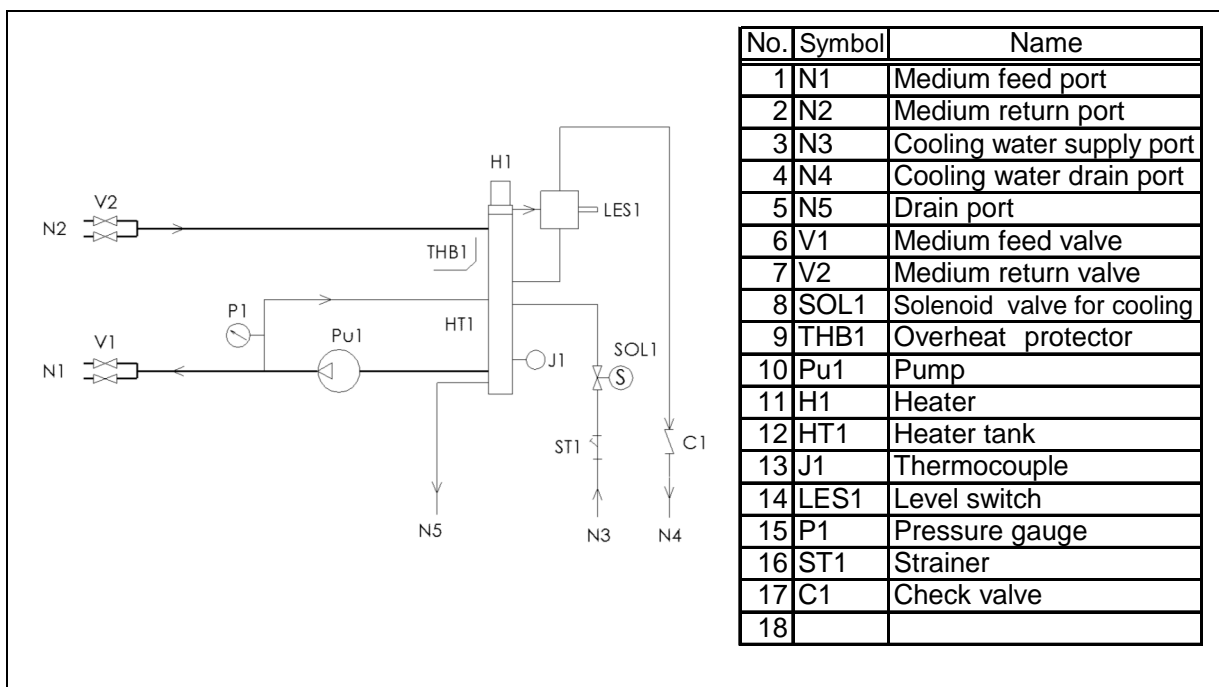 H1
V2
N2
LES1
THB1
P1
HT1
Pu1
V1
SOL1
N1
J1
S
ST1
C1
N5
N3
N4
No. Symbol Name
1 N1 Medium feed port
2 N2 Medium return port
3 N3 Cooling water supply port
4 N4 Cooling water drain port
5 N5 Drain port
6 V1 Medium feed valve
7 V2 Medium return valve
8 SOL1 Solenoid valve for cooling
9 THB1 Overheat protector
10 Pu1 Pump
11 H1 Heater
12 HT1 Heater tank
13 J1 Thermocouple
14 LES1 Level switch
15 P1 Pressure gauge
16 ST1 Strainer
17 C1 Check valve
18